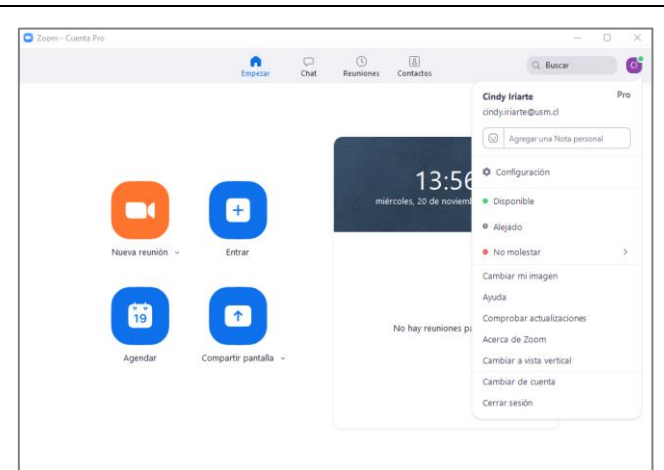 Zoom - Cuenta Pro
Empezar
Chat
Reuniones
Contactos
Buscar
CI
Cindy Iriarte
Pro
cindy.iriarte@usm.cl
Agregar una Nota personal
Configuración
Disponible
Alejado
No molestar
Cambiar mi imagen
Ayuda
Comprobar actualizaciones
Acerca de Zoom
Cambiar a vista vertical
Cambiar de cuenta
Cerrar sesión
Nueva reunión
Entrar
19
Agendar
Compartir pantalla
13:56
miércoles, 20 de noviem
No hay reuniones